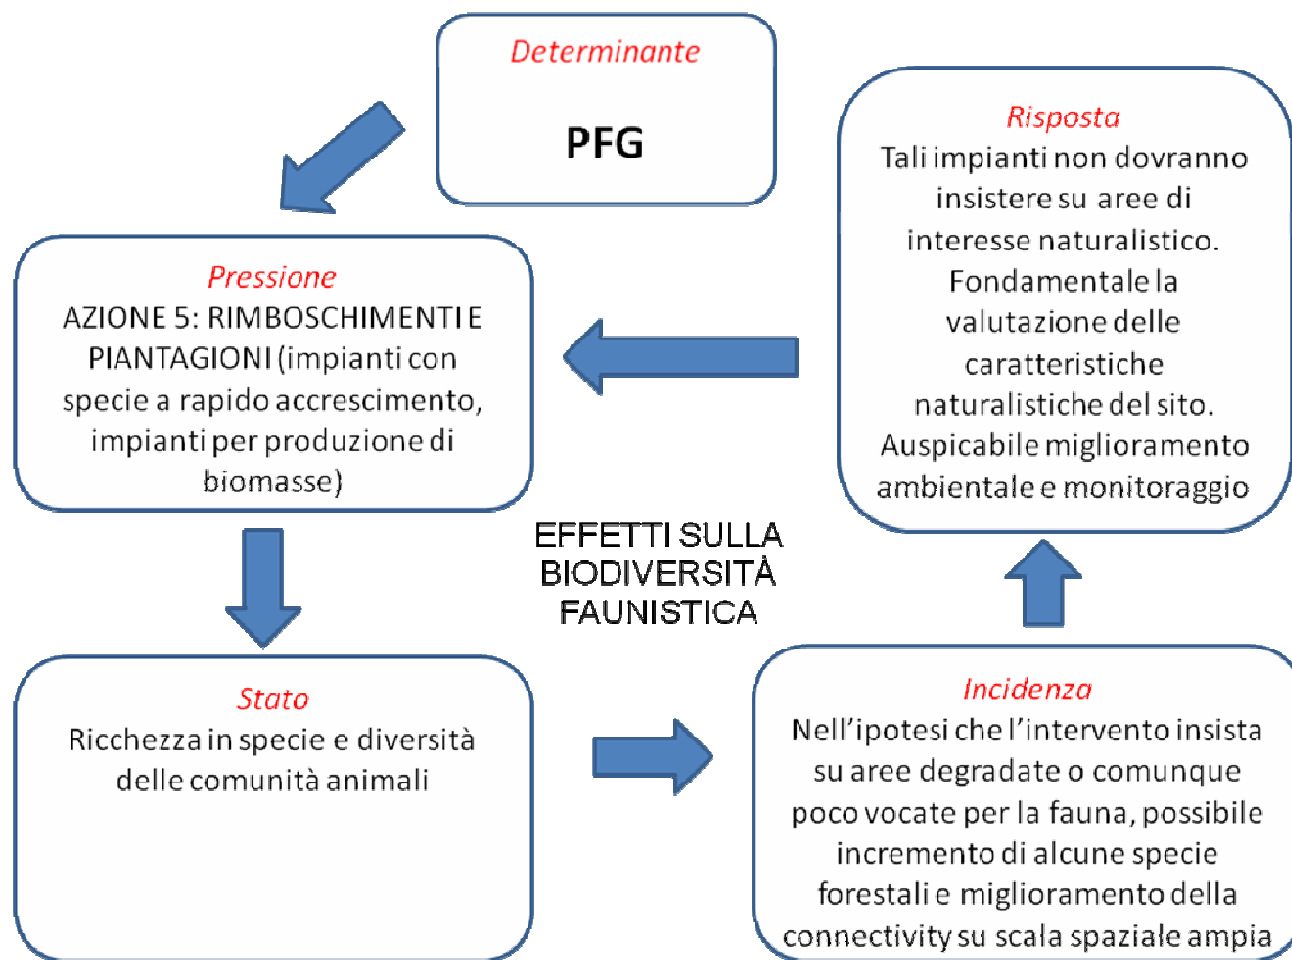 Determinante
PFG
Pressione
AZIONE 5: RIMBOSCHIMENTI E
PIANTAGIONI (impianti con
specie a rapido accrescimento,
impianti per produzione di
biomasse)
Stato
Ricchezza in specie e diversità
delle comunità animali
EFFETTI SULLA
BIODIVERSITÀ
FAUNISTICA
Incidenza
Nell’ipotesi che l’intervento insista
su aree degradate o comunque
poco vocate per la fauna, possibile
incremento di alcune specie
forestali e miglioramento della
connectivity su scala spaziale ampia
Risposta
Tali impianti non dovranno
insistere su aree di
interesse naturalistico.
Fondamentale la
valutazione delle
caratteristiche
naturalistiche del sito.
Auspicabile miglioramento
ambientale e monitoraggio